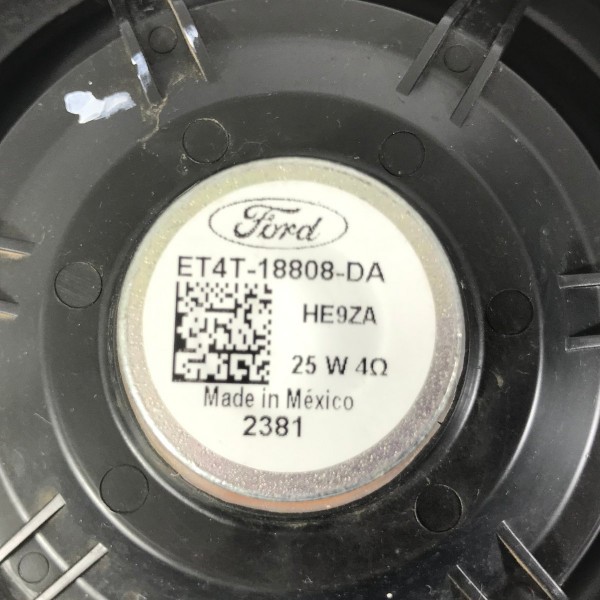 Ford
ET4T-18808-DA
HE9ZA
25 W 4Ω
Made in México
2381